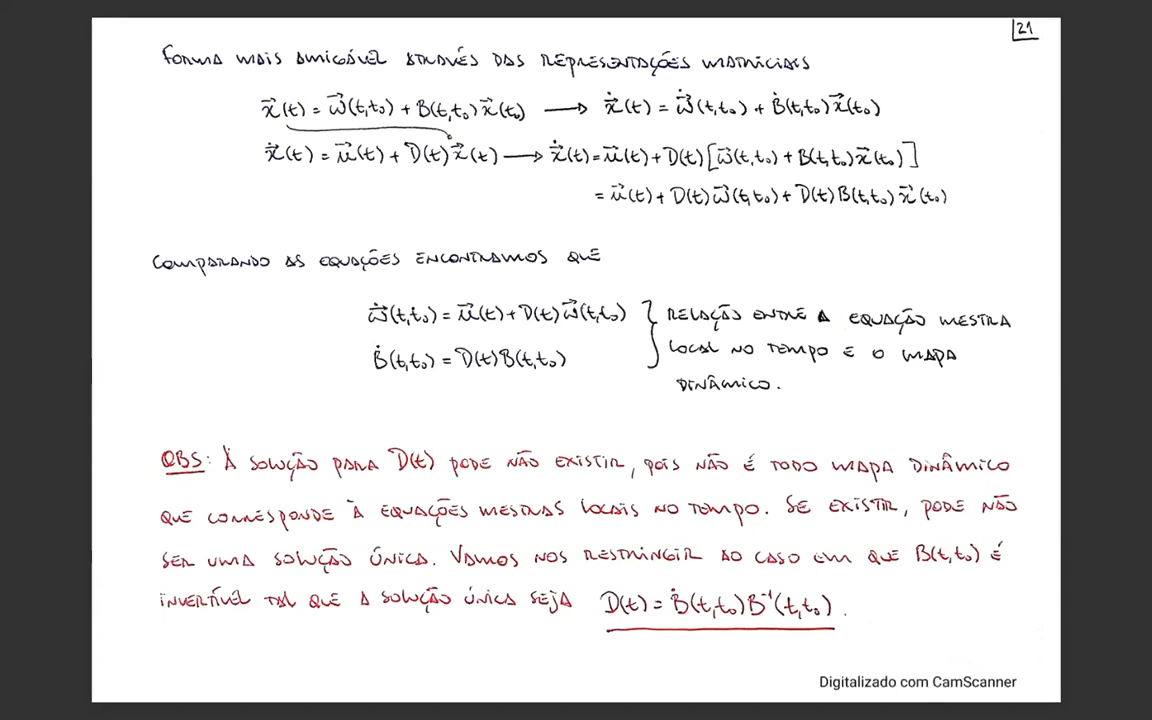 21
FORMA MAIS AMIGÁVEL ATRAVÉS DAS REPRESENTAÇÕES MATRICIAIS
x⃗(t) = ω⃗(t,t₀) + B(t,t₀)x⃗(t₀) → ẋ⃗(t) = ω̇⃗(t,t₀) + Ḃ(t,t₀)x⃗(t₀)
ẋ⃗(t) = u⃗(t) + D(t)x⃗(t) → ẋ⃗(t) = u⃗(t) + D(t)[ω⃗(t,t₀) + B(t,t₀)x⃗(t₀)]
= u⃗(t) + D(t)ω⃗(t,t₀) + D(t)B(t,t₀)x⃗(t₀)
COMPARANDO AS EQUAÇÕES ENCONTRAMOS QUE
ω̇⃗(t,t₀) = u⃗(t) + D(t)ω⃗(t,t₀) } RELAÇÃO ENTRE A EQUAÇÃO MESTRA
LOCAL NO TEMPO E O MAPA
Ḃ(t,t₀) = D(t)B(t,t₀)
DINÂMICO.
OBS: A SOLUÇÃO PARA D(t) PODE NÃO EXISTIR, POIS NÃO É TODO MAPA DINÂMICO
QUE CORRESPONDE À EQUAÇÕES MESTRAS LOCAIS NO TEMPO. SE EXISTIR, PODE NÃO
SER UMA SOLUÇÃO ÚNICA. VAMOS NOS RESTRINGIR AO CASO EM QUE B(t,t₀) É
INVERTÍVEL TAL QUE A SOLUÇÃO ÚNICA SEJA D(t) = Ḃ(t,t₀)B⁻¹(t,t₀).
Digitalizado com CamScanner